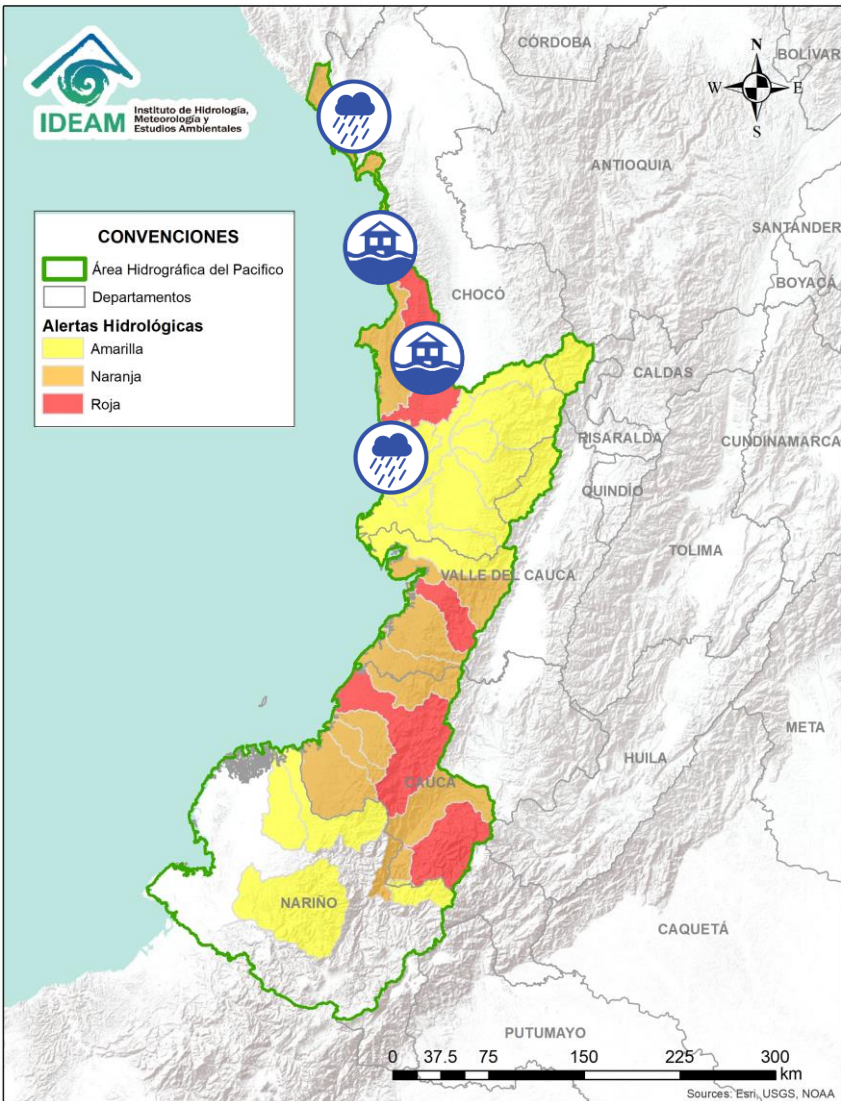 CÓRDOBA
BOLÍVAR
N
W
E
S
IDEAM
Instituto de Hidrología,
Meteorología y
Estudios Ambientales
ANTIOQUIA
SANTANDER
CONVENCIONES
Área Hidrográfica del Pacifico
Departamentos
Alertas Hidrológicas
Amarilla
Naranja
Roja
BOYACÁ
CHOCÓ
CALDAS
RISARALDA
CUNDINAMARCA
QUINDÍO
TOLIMA
VALLE DEL CAUCA
META
HUILA
CAUCA
NARIÑO
CAQUETÁ
PUTUMAYO
0 37.5 75 150 225 300
km
Sources: Esri, USGS, NOAA